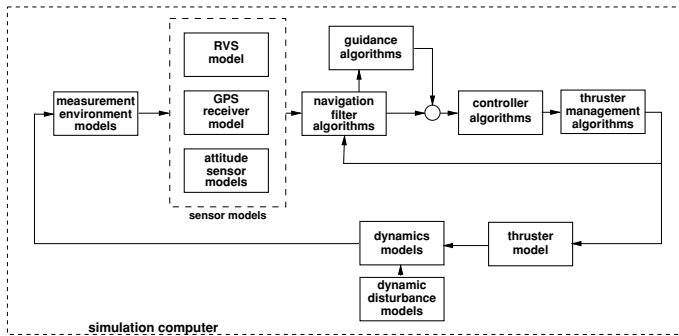 RVS
model
GPS
receiver
model
attitude
sensor
models
sensor models
measurement
environment
models
guidance
algorithms
navigation
filter
algorithms
controller
algorithms
thruster
management
algorithms
dynamics
models
thruster
model
dynamic
disturbance
models
simulation computer